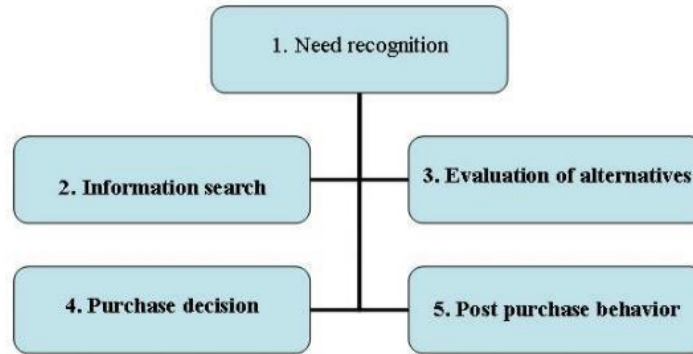 1. Need recognition
2. Information search
3. Evaluation of alternatives
4. Purchase decision
5. Post purchase behavior